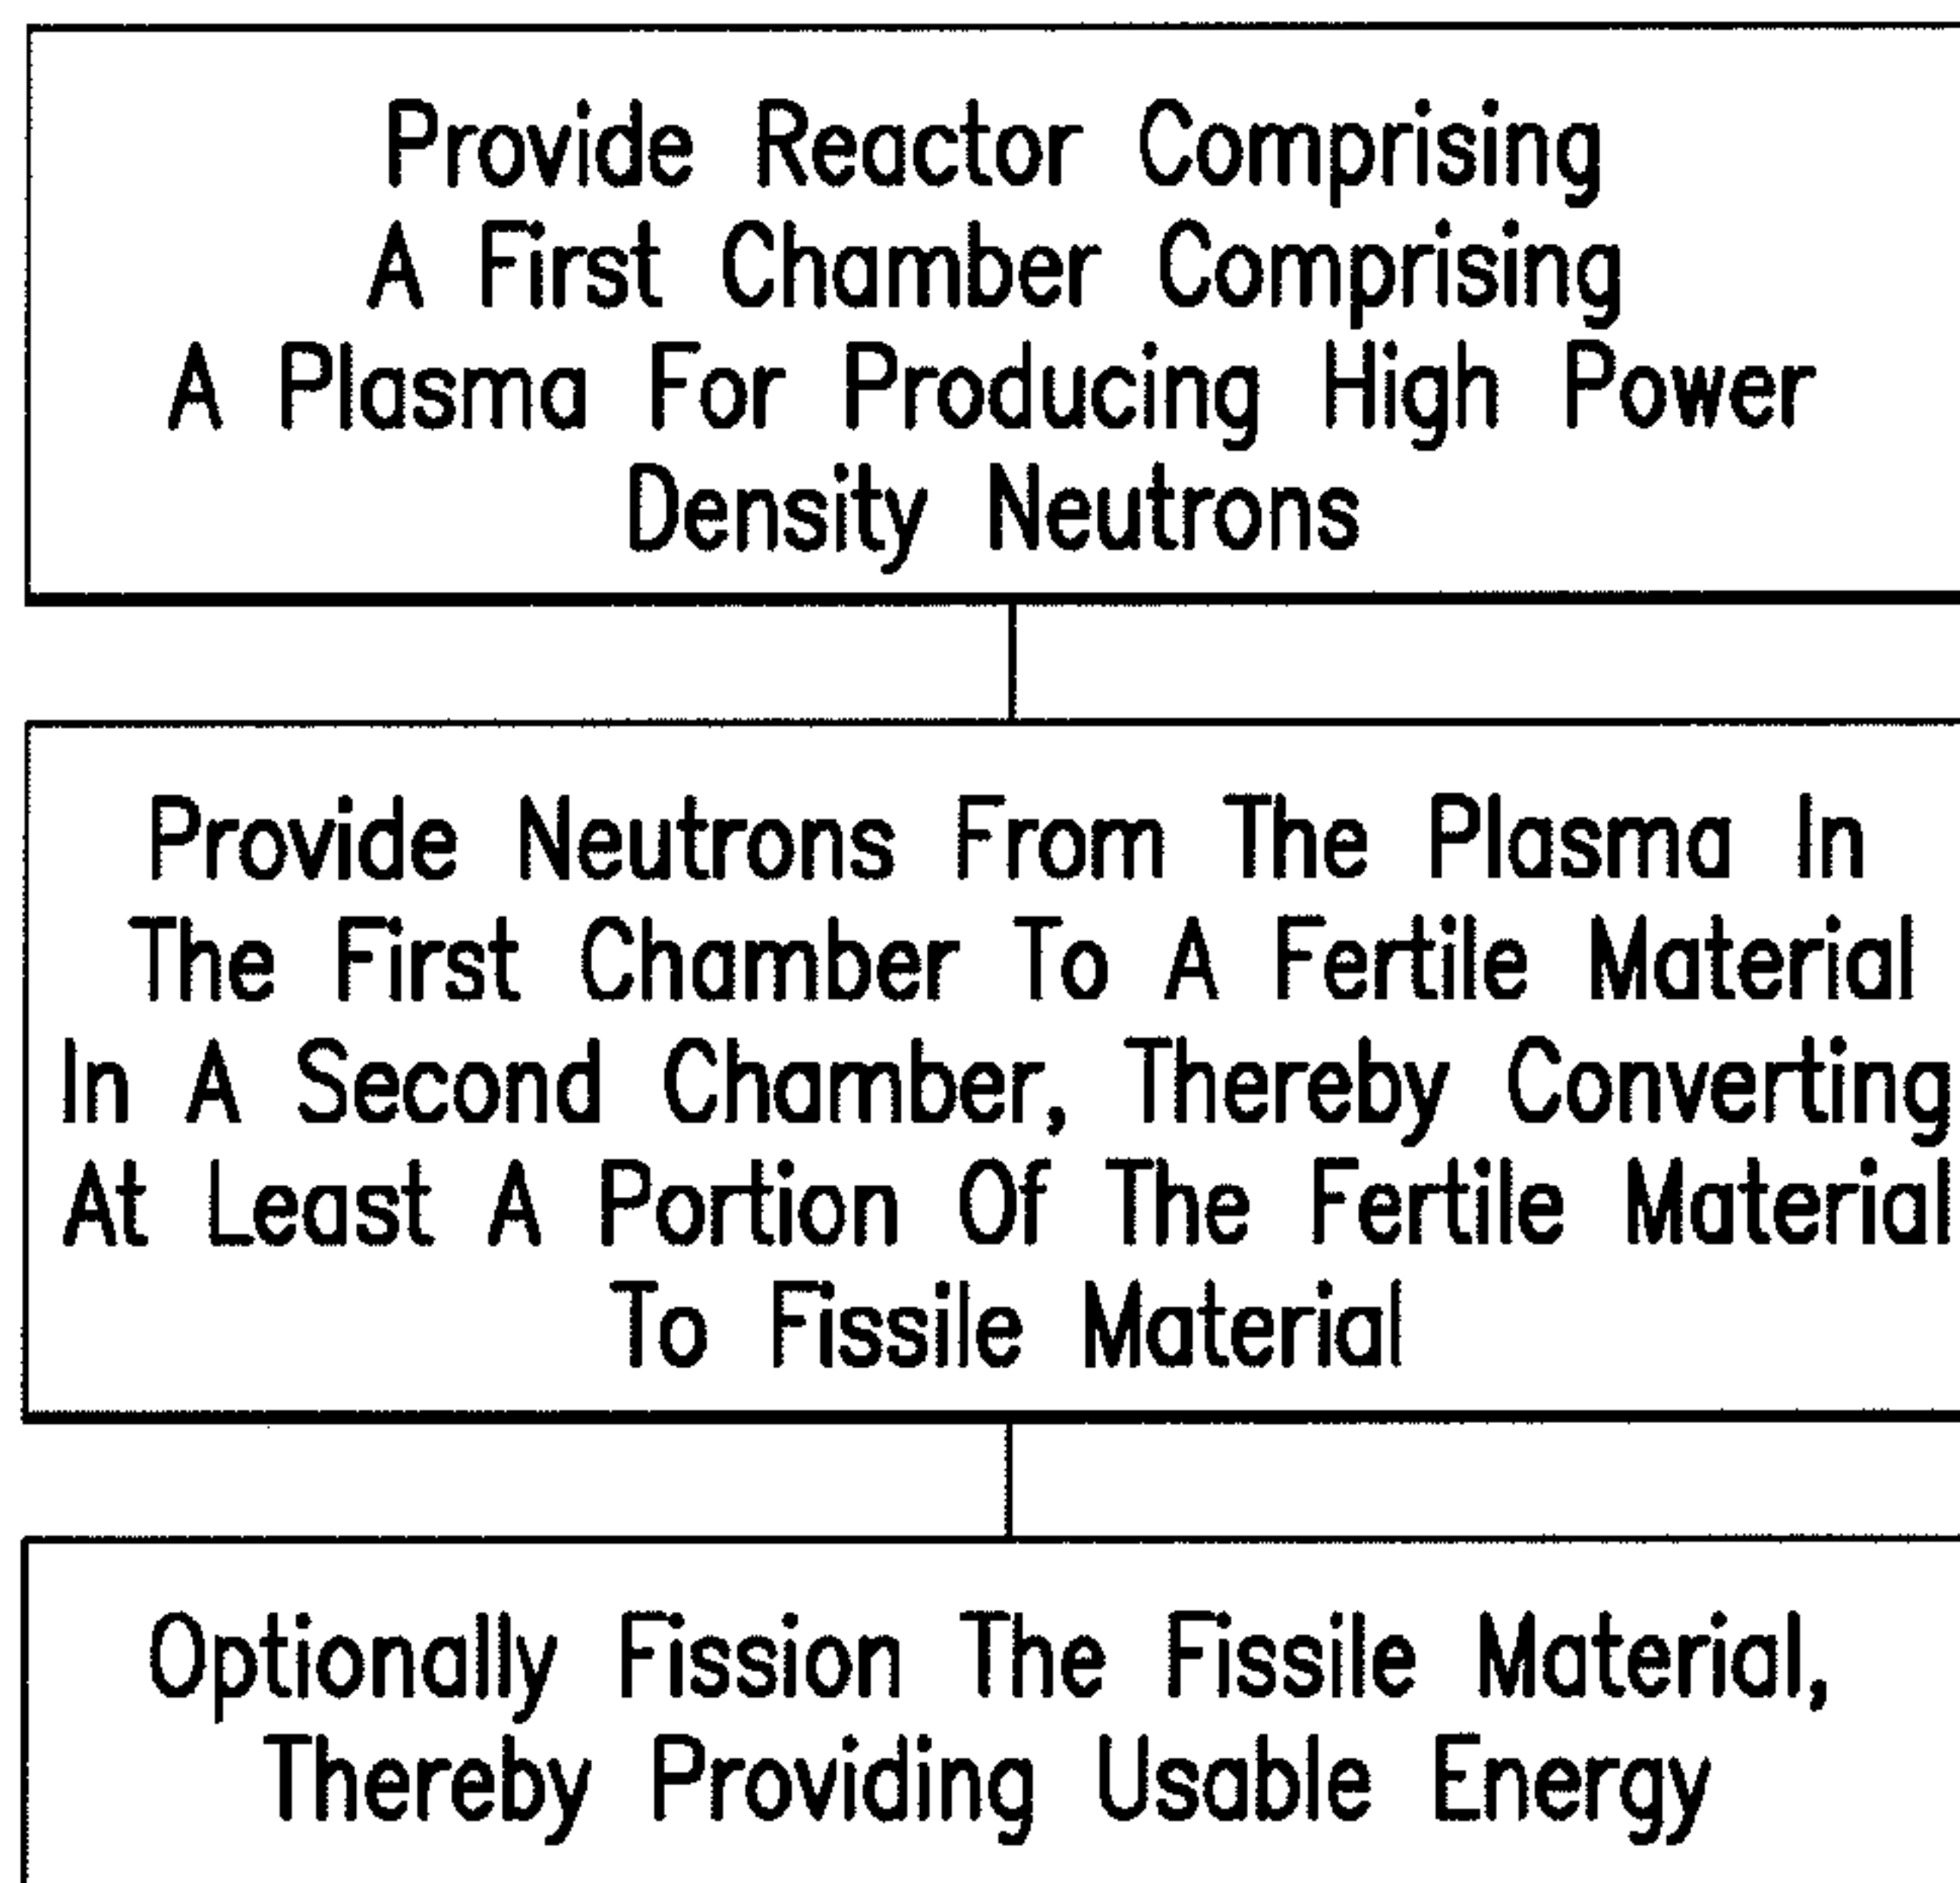 Provide Reactor Comprising
A First Chamber Comprising
A Plasma For Producing High Power
Density Neutrons
Provide Neutrons From The Plasma In
The First Chamber To A Fertile Material
In A Second Chamber, Thereby Converting
At Least A Portion Of The Fertile Material
To Fissile Material
Optionally Fission The Fissile Material,
Thereby Providing Usable Energy